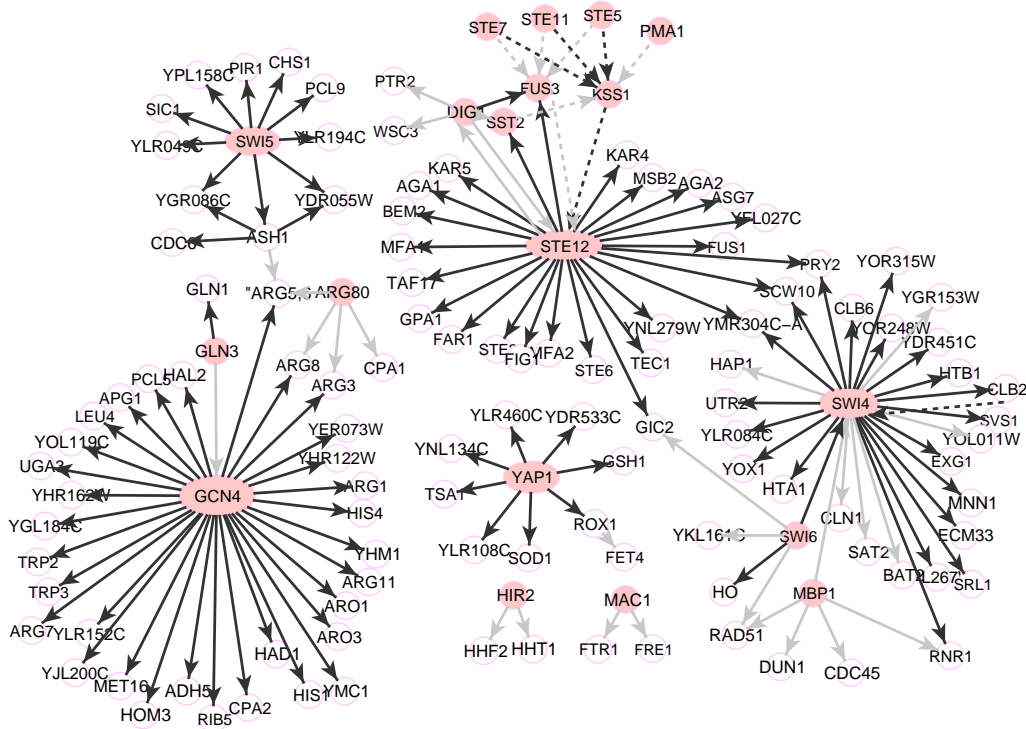 STE7
STE11
STE5
PMA1
PTR2
FUS3
KSS1
DIG1
SST2
WSC3
CHS1
PIR1
YPL158C
PCL9
SIC1
SWI5
YLR194C
YLR049C
YGR086C
YDR055W
CDC6
ASH1
KAR4
KAR5
MSB2
AGA2
AGA1
ASG7
BEM2
YFL027C
MFA1
STE12
FUS1
TAF17
PRY2
YOR315W
GPA1
SCW10
CLB6
YGR153W
FAR1
YNL279W
YMR304C-A
YOR248W
YDR451C
FIG1
MFA2
STE6
TEC1
HAP1
HTB1
CLB2
UTR2
SWI4
SVS1
GIC2
YLR084C
YOL011W
YOX1
EXG1
HTA1
MNN1
CLN1
ECM33
SAT2
BAT2
SRL1
YKL161C
SWI6
HO
MBP1
RAD51
DUN1
CDC45
RNR1
GLN1
"ARG5,6
ARG80
GLN3
ARG8
CPA1
ARG3
HAL2
PCL5
APG1
LEU4
YER073W
YOL119C
YHR122W
UGA3
ARG1
YHR162W
GCN4
HIS4
YGL184C
YHM1
TRP2
ARG11
TRP3
ARO1
ARG7
YLR152C
ARO3
HAD1
YJL200C
MET16
ADH5
HIS1
YMC1
HOM3
RIB5
CPA2
YLR460C
YDR533C
YNL134C
GSH1
YAP1
TSA1
ROX1
YLR108C
SOD1
FET4
HIR2
HHF2
HHT1
MAC1
FTR1
FRE1